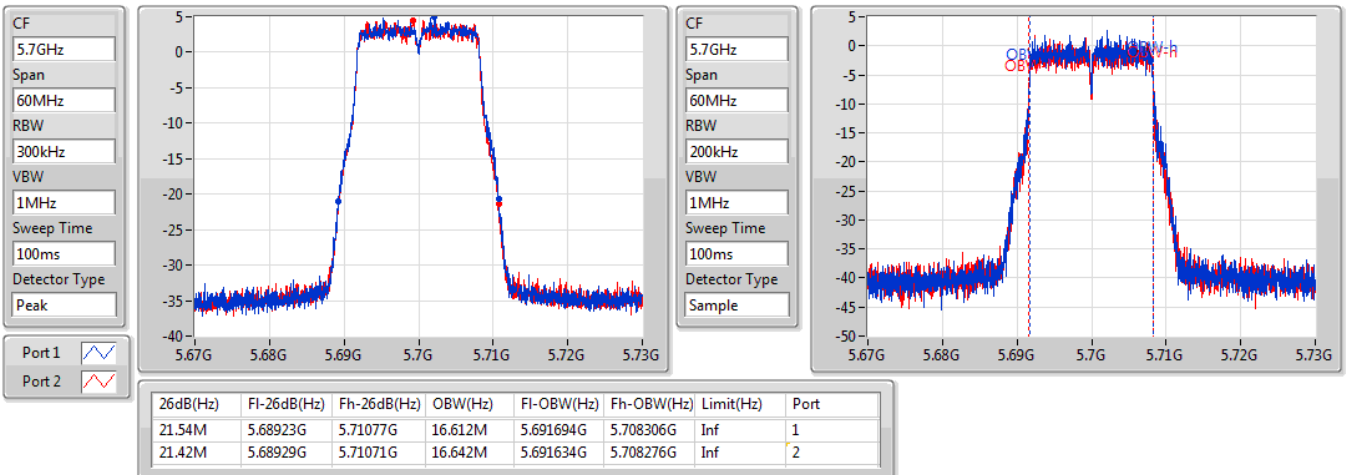 CF
5.7GHz
Span
60MHz
RBW
300kHz
VBW
1MHz
Sweep Time
100ms
Detector Type
Peak
Port 1
Port 2
5
0
-5
-10
-15
-20
-25
-30
-35
-40
5.67G 5.68G 5.69G 5.7G 5.71G 5.72G 5.73G
CF
5.7GHz
Span
60MHz
RBW
200kHz
VBW
1MHz
Sweep Time
100ms
Detector Type
Sample
5
0
-5
-10
-15
-20
-25
-30
-35
-40
-45
-50
5.67G 5.68G 5.69G 5.7G 5.71G 5.72G 5.73G
26dB(Hz) Fl-26dB(Hz) Fh-26dB(Hz) OBW(Hz) Fl-OBW(Hz) Fh-OBW(Hz) Limit(Hz) Port
21.54M 5.68923G 5.71077G 16.612M 5.691694G 5.708306G Inf 1
21.42M 5.68929G 5.71071G 16.642M 5.691634G 5.708276G Inf 2